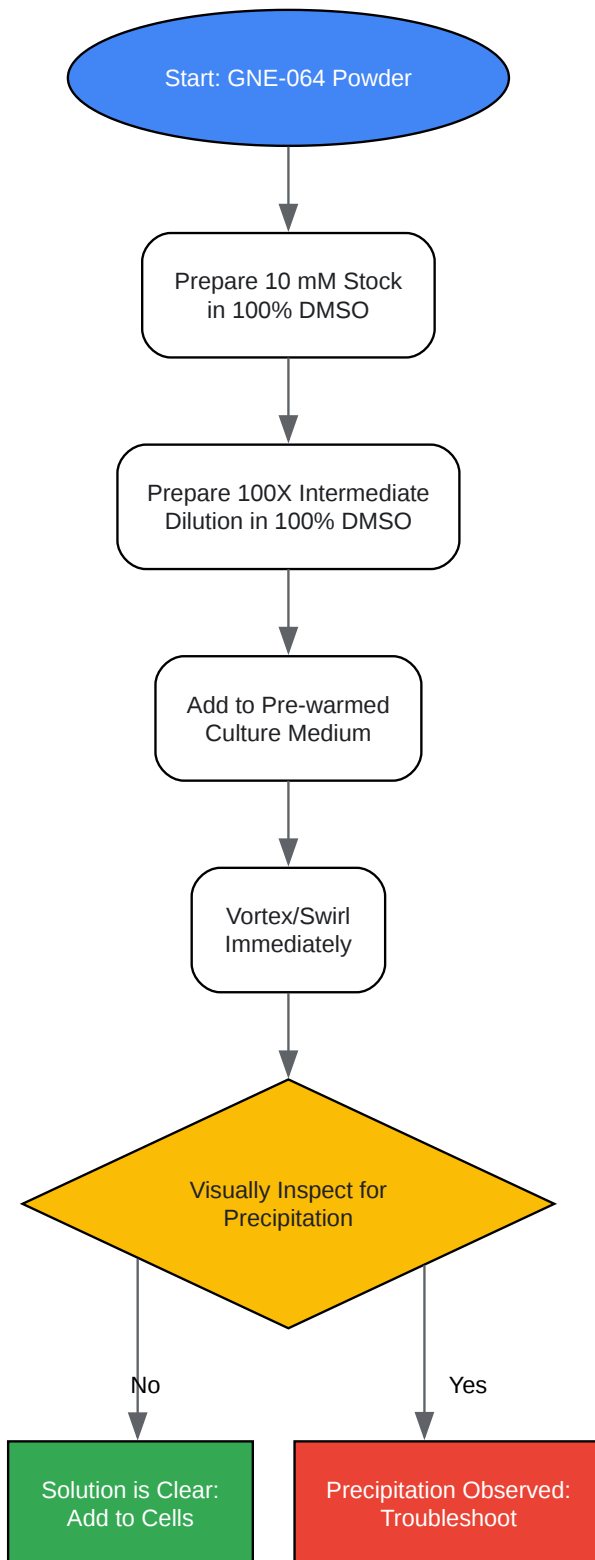 Start: GNE-064 Powder
Prepare 10 mM Stock
in 100% DMSO
Prepare 100X Intermediate
Dilution in 100% DMSO
Add to Pre-warmed
Culture Medium
Vortex/Swirl
Immediately
Visually Inspect for
Precipitation
No
Yes
Solution is Clear:
Add to Cells
Precipitation Observed:
Troubleshoot